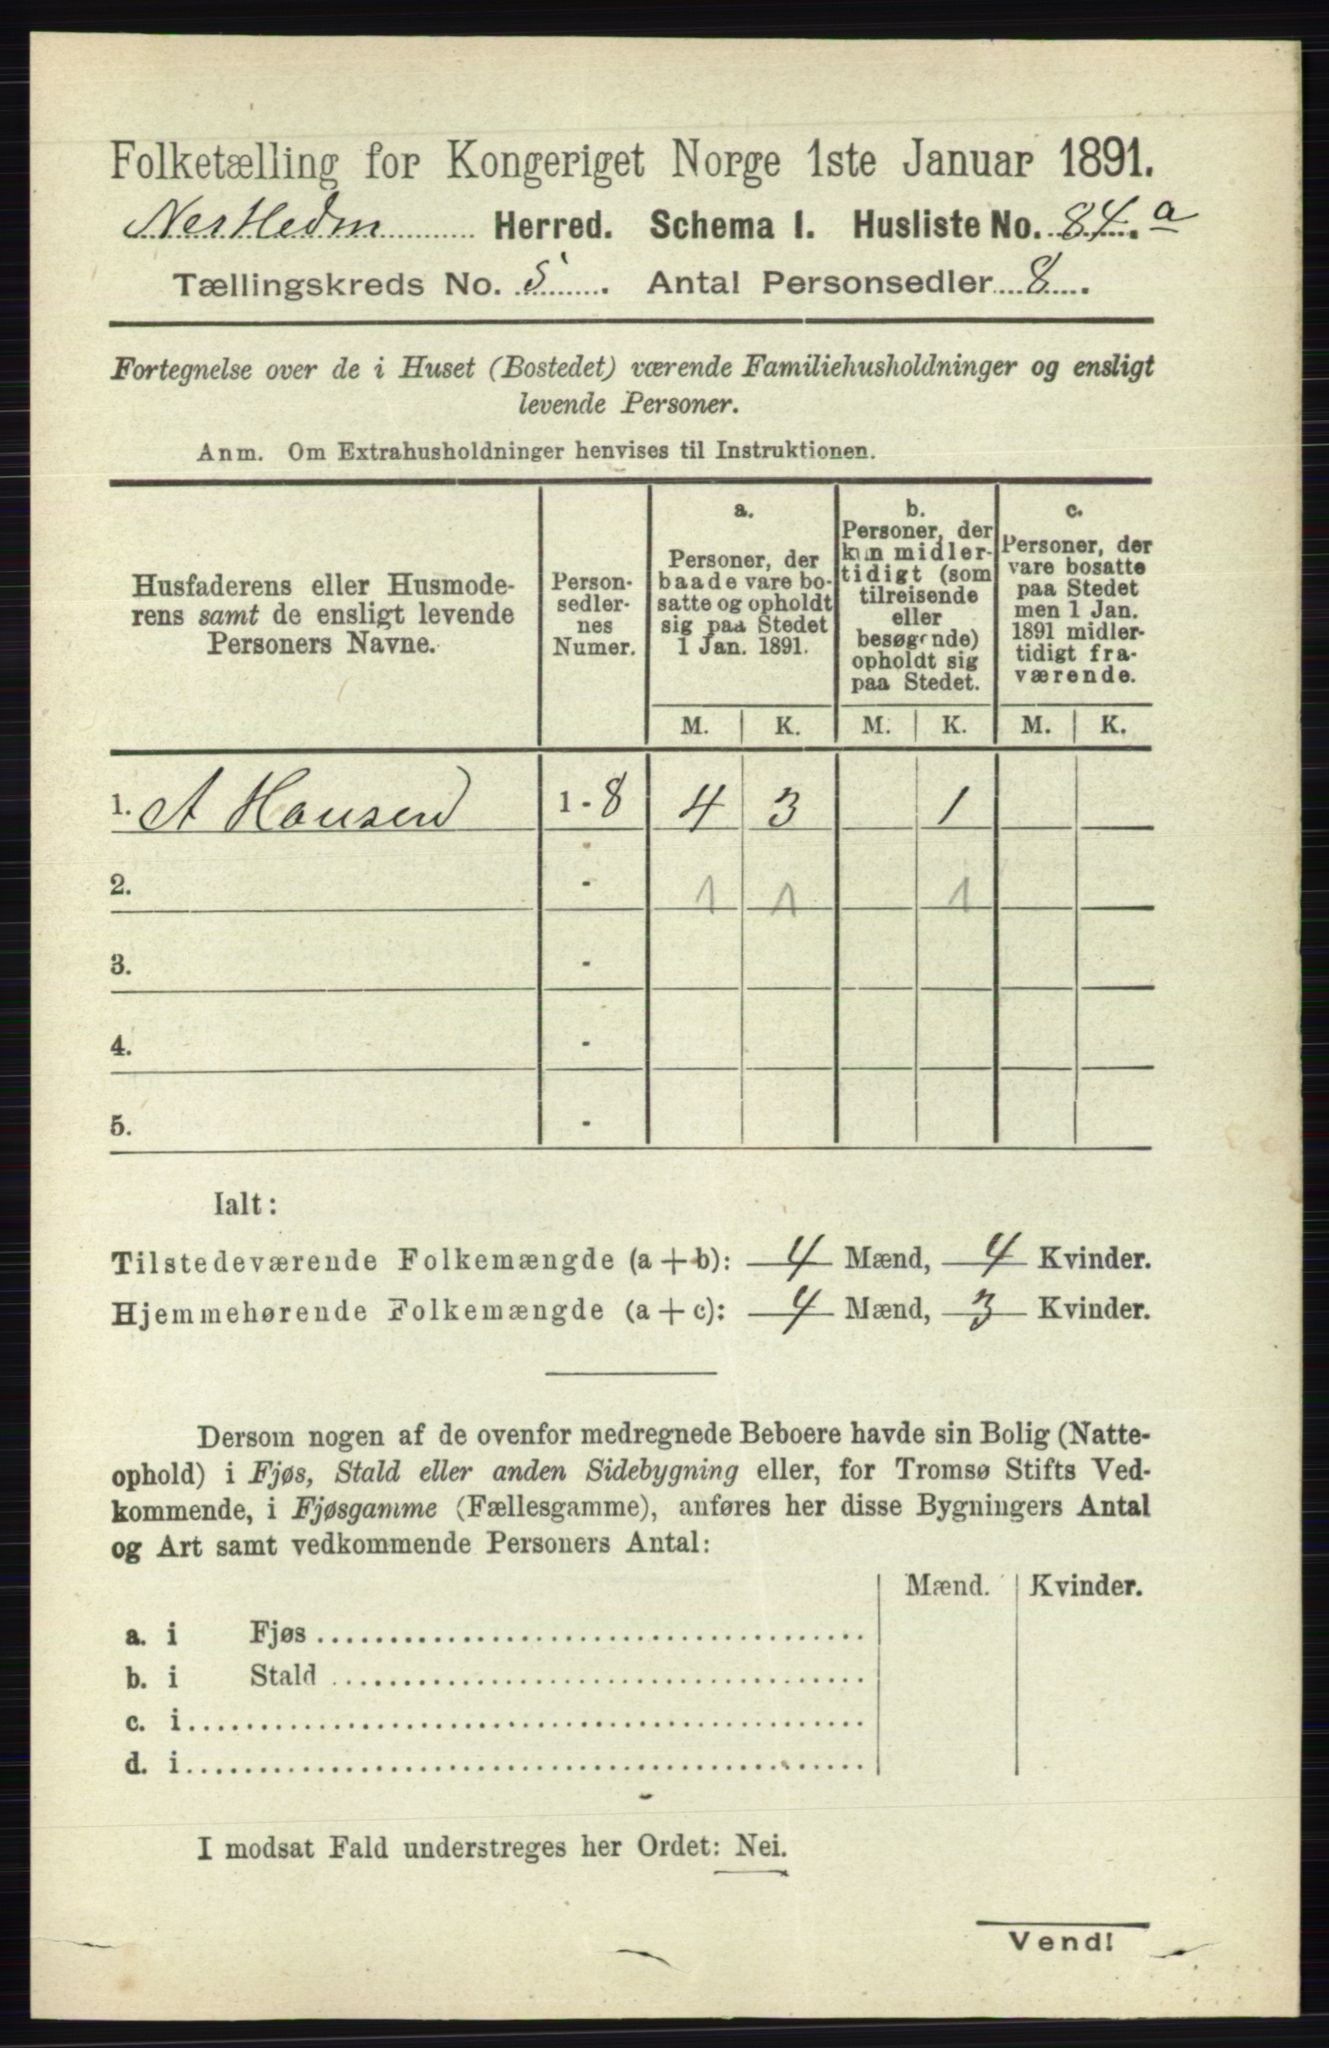 Folketælling for Kongeriget Norge 1ste Januar 1891.
Nes Hedm Herred. Schema I. Husliste No. 84.a
Tællingskreds No. 5. Antal Personsedler 8.
Fortegnelse over de i Huset (Bostedet) værende Familiehusholdninger og ensligt
levende Personer.
Anm. Om Extrahusholdninger henvises til Instruktionen.
Husfaderens eller Husmode-
rens samt de ensligt levende
Personers Navne.
Person-
sedler-
nes
Numer.
a.
Personer, der
baade vare bo-
satte og opholdt
sig paa Stedet
1 Jan. 1891.
b.
Personer, der
kun midler-
tidigt (som
tilreisende
eller
besøgende)
opholdt sig
paa Stedet.
c.
Personer, der
vare bosatte
paa Stedet
men 1 Jan.
1891 midler-
tidigt fra-
værende.
M. K. M. K. M. K.
1. A Hansen 1-8 4 3 1
2. - 1 1 1
3. -
4. -
5. -
Ialt:
Tilstedeværende Folkemængde (a+b): 4 Mænd, 4 Kvinder.
Hjemmehørende Folkemængde (a+c): 4 Mænd, 3 Kvinder.
Dersom nogen af de ovenfor medregnede Beboere havde sin Bolig (Natte-
ophold) i Fjøs, Stald eller anden Sidebygning eller, for Tromsø Stifts Ved-
kommende, i Fjøsgamme (Fællesgamme), anføres her disse Bygningers Antal
og Art samt vedkommende Personers Antal:
Mænd. Kvinder.
a. i Fjøs
b. i Stald
c. i
d. i
I modsat Fald understreges her Ordet: Nei.
Vend!